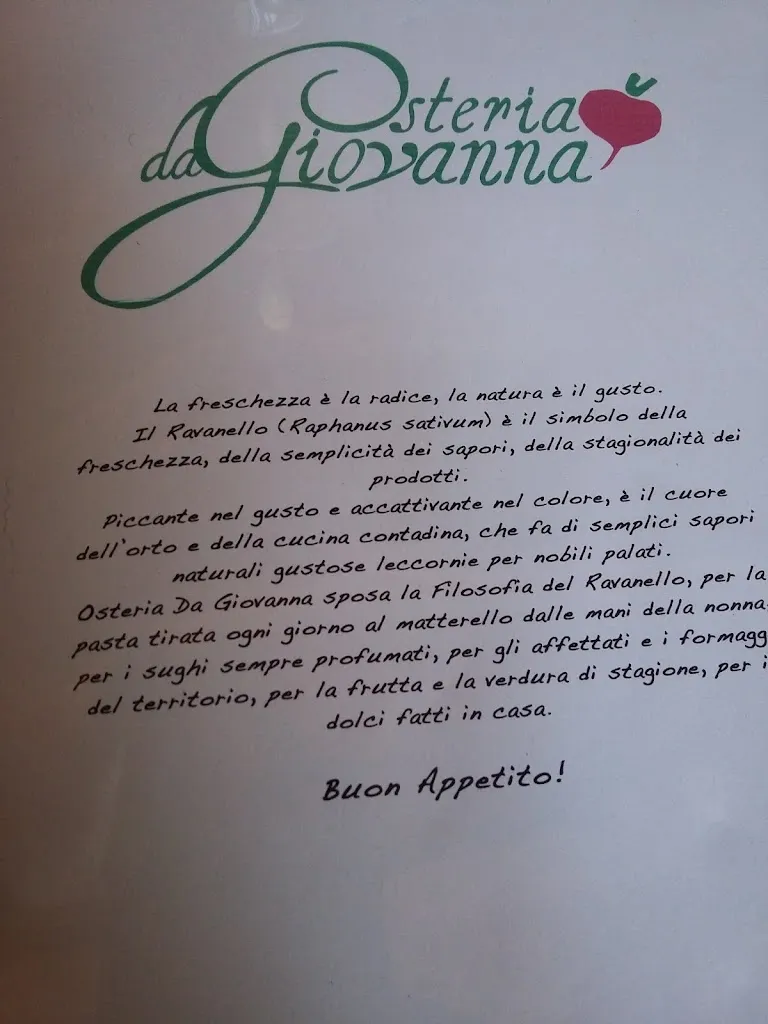 Osteria
da Giovanna
La freschezza è la radice, la natura è il gusto.
Il Ravanello (Raphanus sativum) è il simbolo della
freschezza, della semplicità dei sapori, della stagionalità dei
prodotti.
Piccante nel gusto e accattivante nel colore, è il cuore
dell'orto e della cucina contadina, che fa di semplici sapori
naturali gustose leccornie per nobili palati.
Osteria Da Giovanna sposa la Filosofia del Ravanello, per la
pasta tirata ogni giorno al matterello dalle mani della nonna
per i sughi sempre profumati, per gli affettati e i formagg
del territorio, per la frutta e la verdura di stagione, per i
dolci fatti in casa.
Buon Appetito!